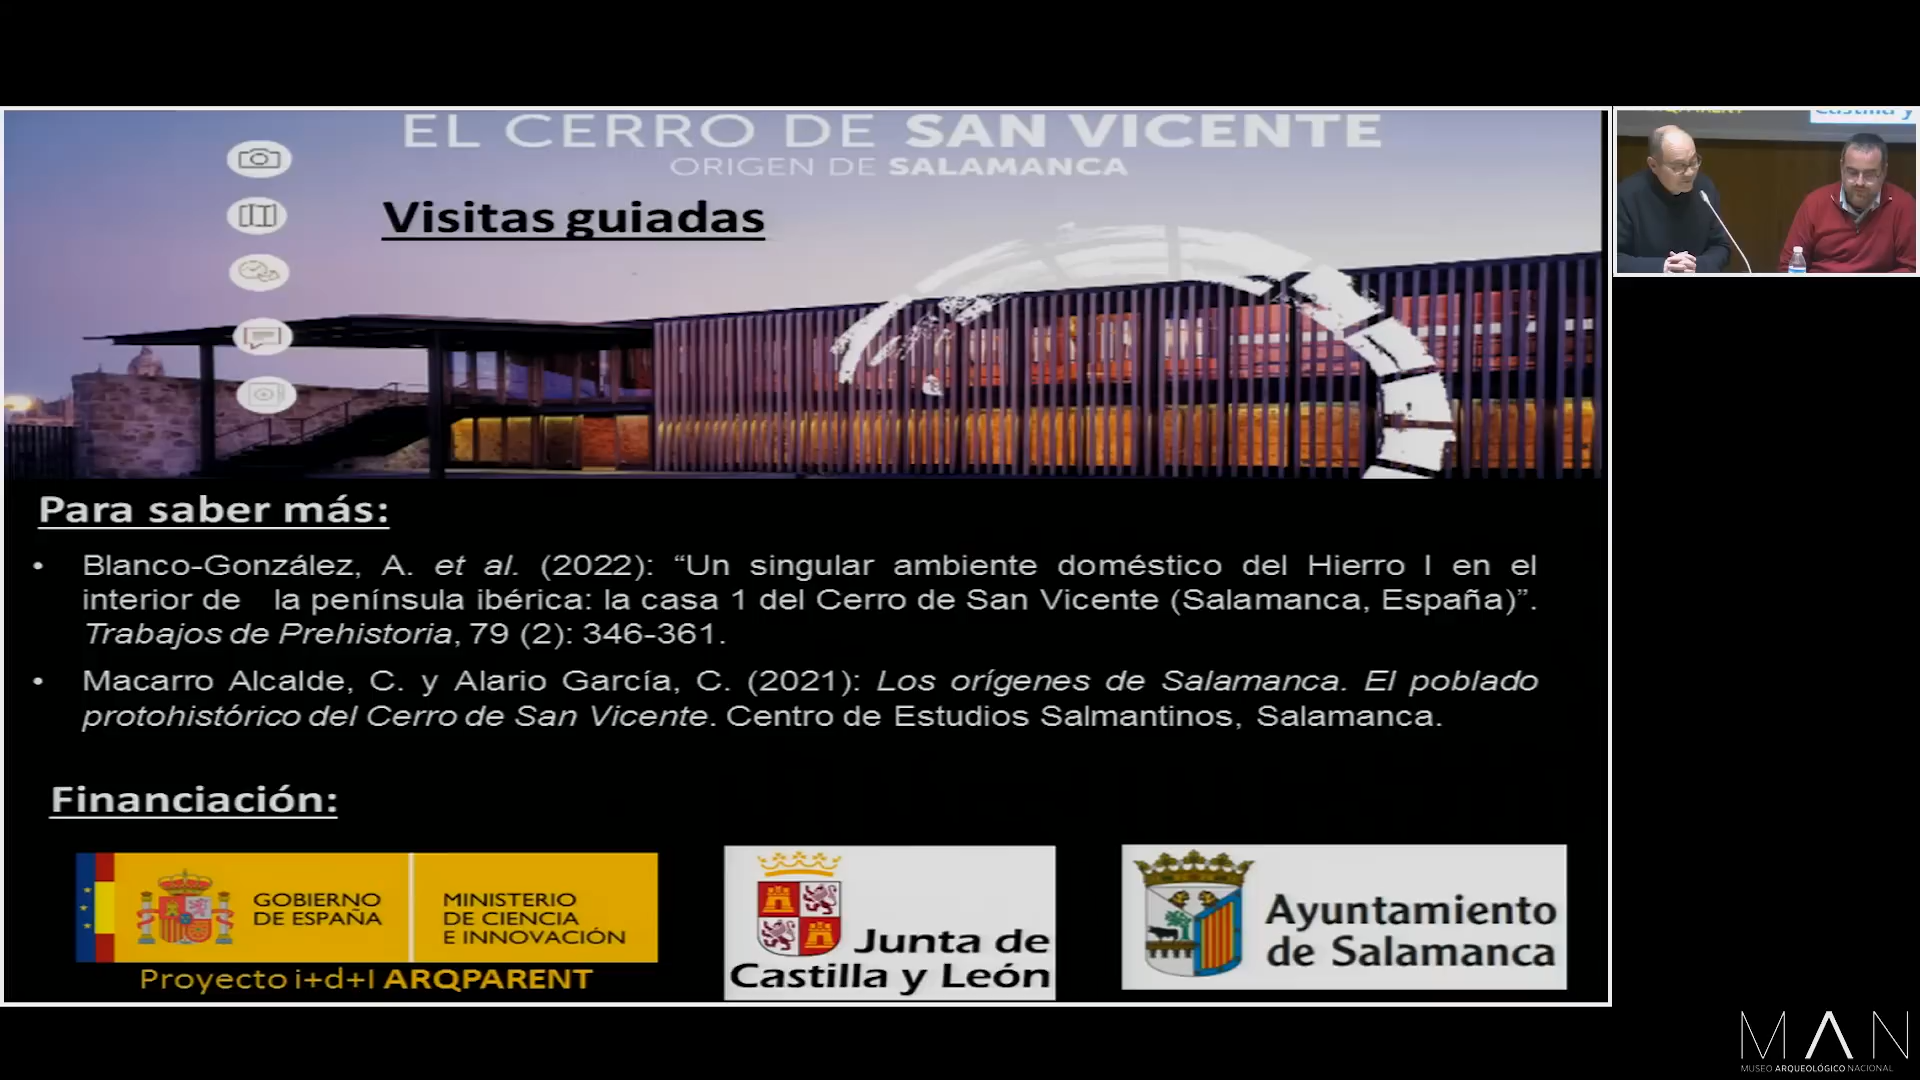 EL CERRO DE SAN VICENTE
ORIGEN DE SALAMANCA
Visitas guiadas
Para saber más:
• Blanco-González, A. et al. (2022): “Un singular ambiente doméstico del Hierro I en el
interior de la península ibérica: la casa 1 del Cerro de San Vicente (Salamanca, España)”.
Trabajos de Prehistoria, 79 (2): 346-361.
• Macarro Alcalde, C. y Alario García, C. (2021): Los orígenes de Salamanca. El poblado
protohistórico del Cerro de San Vicente. Centro de Estudios Salmantinos, Salamanca.
Financiación:
GOBIERNO
DE ESPAÑA
MINISTERIO
DE CIENCIA
E INNOVACIÓN
Proyecto i+d+I ARQPARENT
Junta de
Castilla y León
Ayuntamiento
de Salamanca
Castilla y
MAN
MUSEO ARQUEOLÓGICO NACIONAL